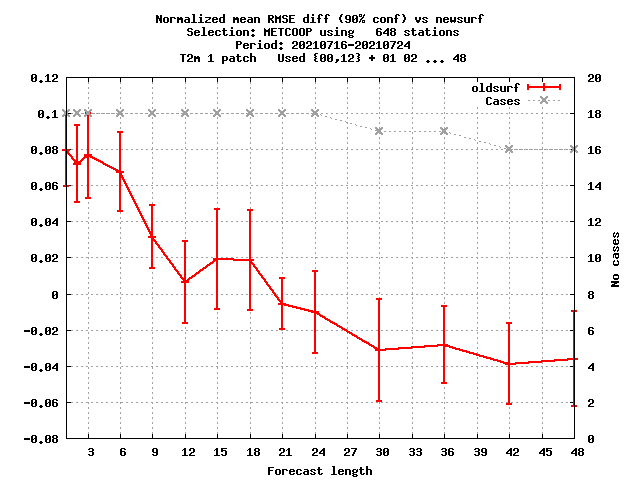 Normalized mean RMSE diff (90% conf) vs newsurf
Selection: METCOOP using   648 stations
Period: 20210716-20210724
T2m 1 patch   Used {00,12} + 01 02 ... 48
oldsurf
Cases
0.12
0.1
0.08
0.06
0.04
0.02
0
-0.02
-0.04
-0.06
-0.08
20
18
16
14
12
10
8
6
4
2
0
No cases
3 6 9 12 15 18 21 24 27 30 33 36 39 42 45 48
Forecast length